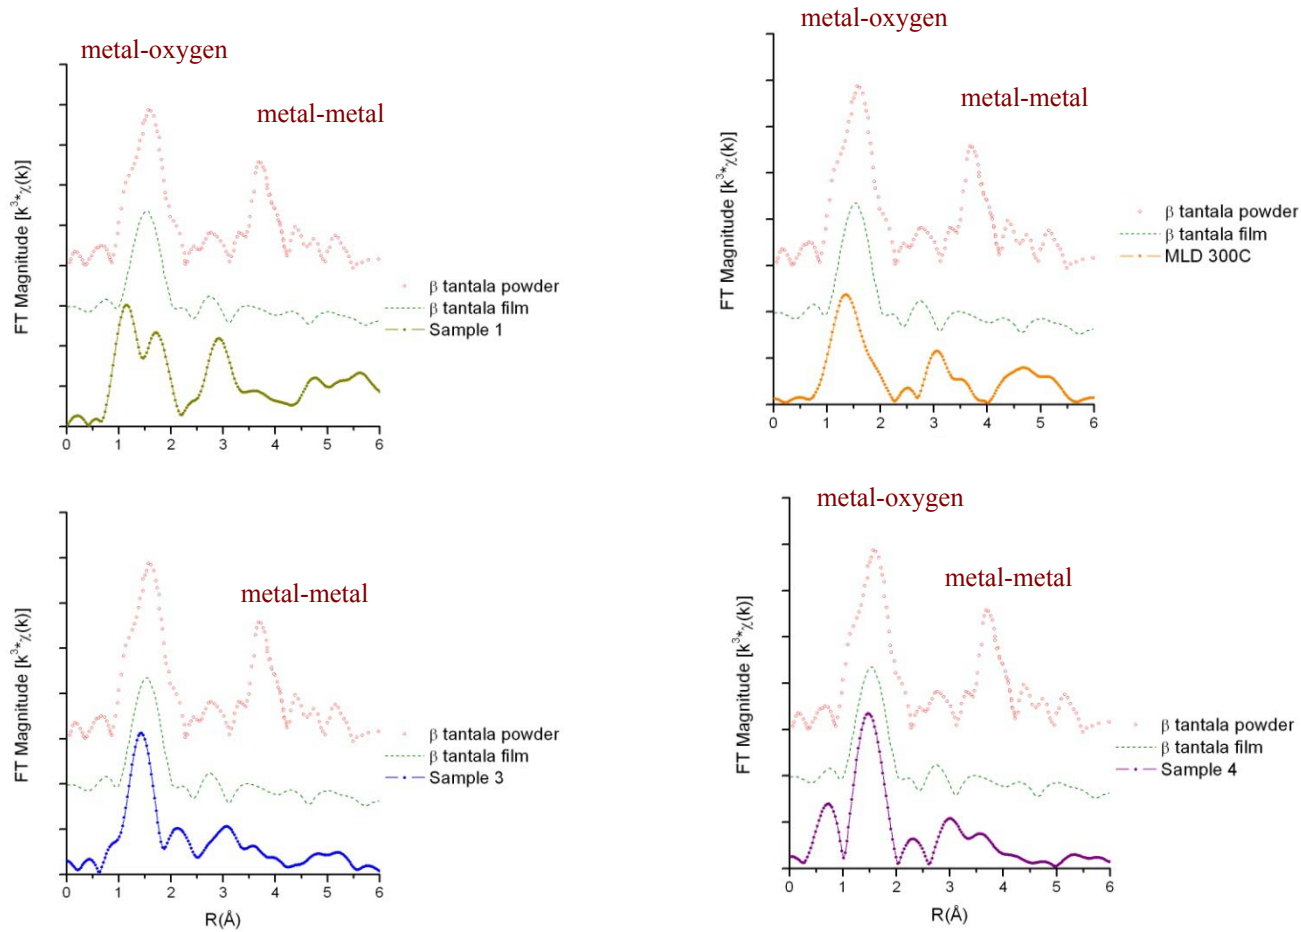 metal-oxygen
metal-metal
FT Magnitude [k³*χ(k)]
β tantala powder
β tantala film
Sample 1
0 1 2 3 4 5 6
metal-oxygen
metal-metal
FT Magnitude [k³*χ(k)]
β tantala powder
β tantala film
MLD 300C
0 1 2 3 4 5 6
metal-metal
FT Magnitude [k³*χ(k)]
β tantala powder
β tantala film
Sample 3
0 1 2 3 4 5 6
R(Å)
metal-oxygen
metal-metal
FT Magnitude [k³*χ(k)]
β tantala powder
β tantala film
Sample 4
0 1 2 3 4 5 6
R(Å)